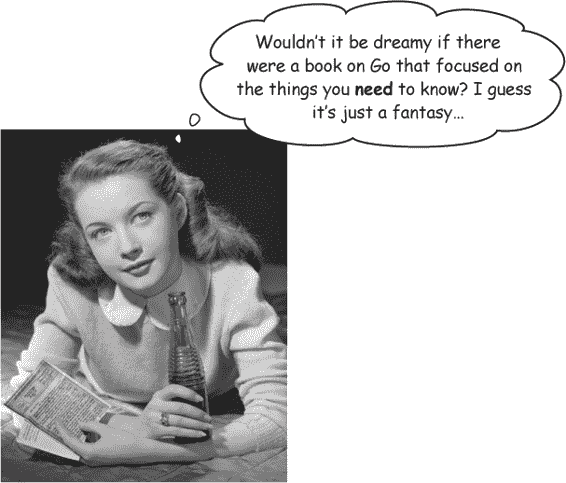 Wouldn't it be dreamy if there
were a book on Go that focused on
the things you need to know? I guess
it's just a fantasy...